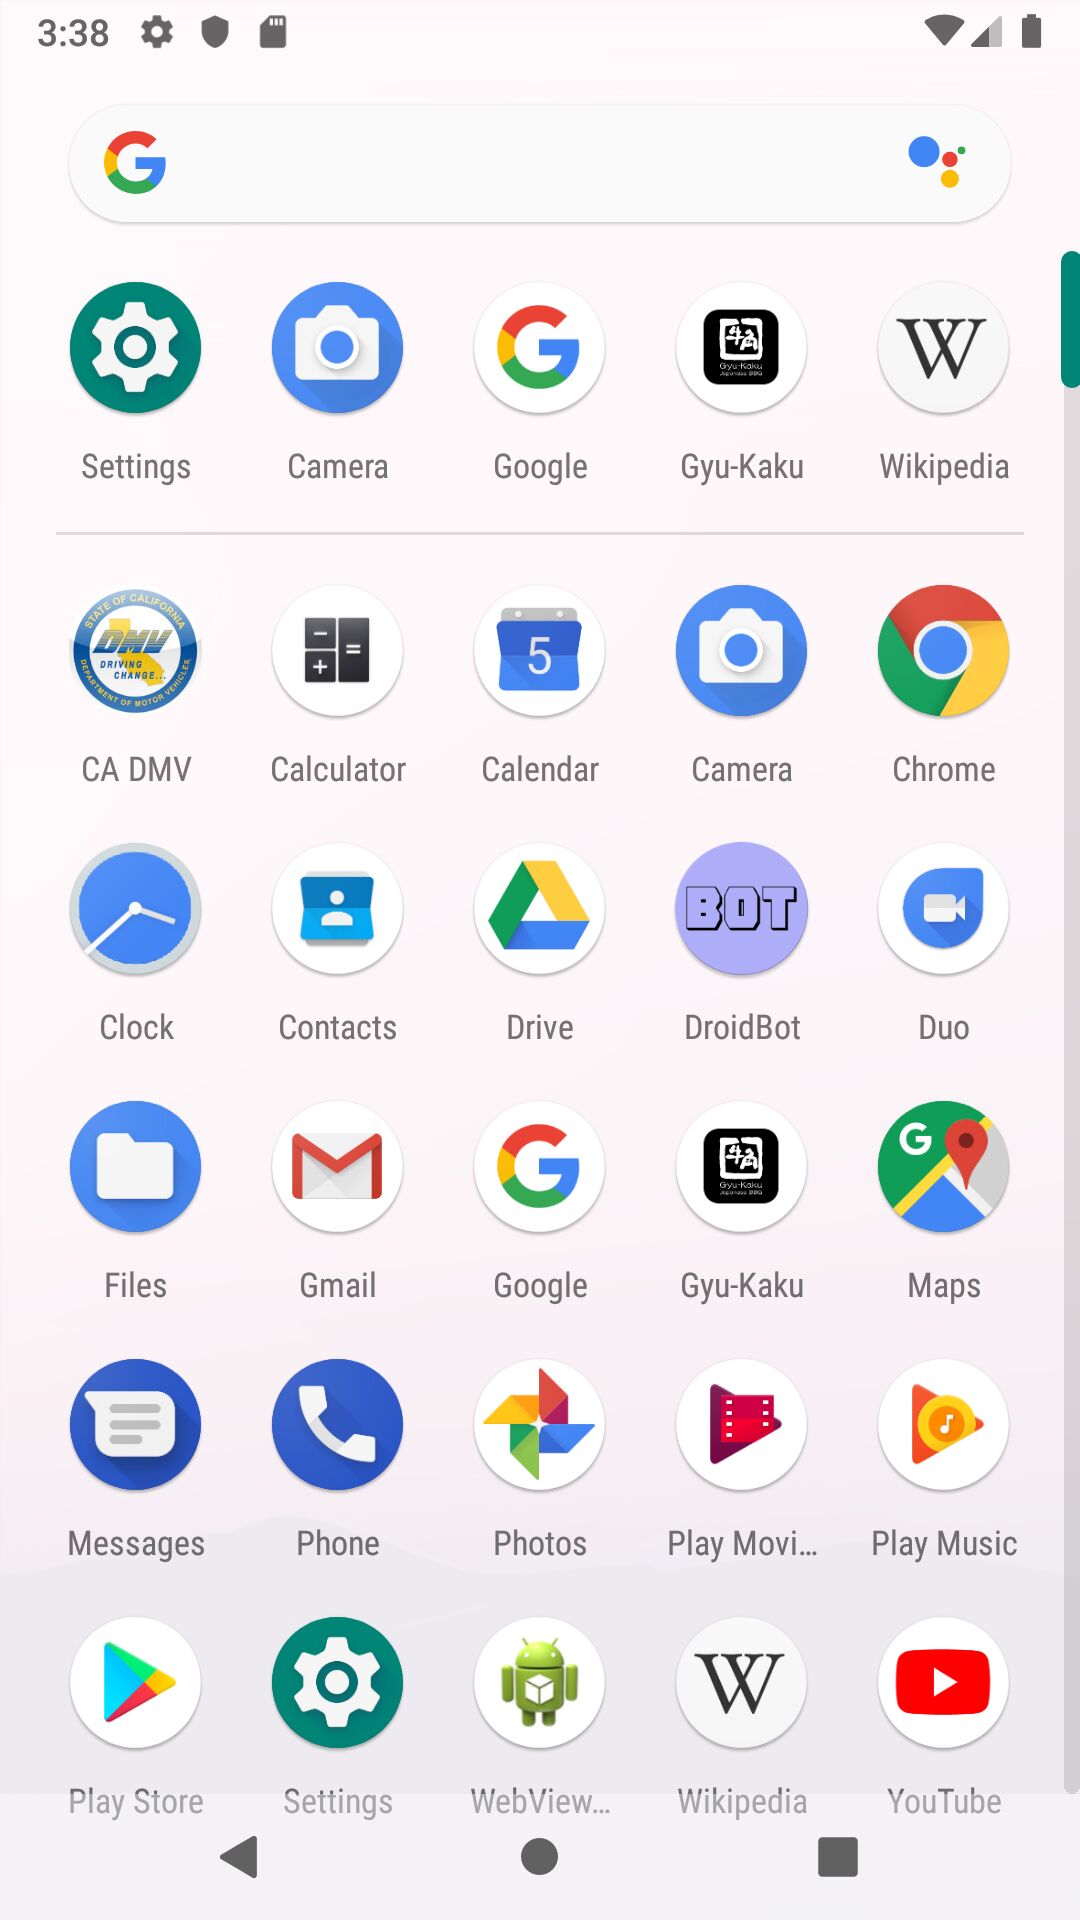 3:38
Settings Camera Google Gyu-Kaku Wikipedia
CA DMV Calculator Calendar Camera Chrome
Clock Contacts Drive DroidBot Duo
Files Gmail Google Gyu-Kaku Maps
Messages Phone Photos Play Movi... Play Music
Play Store Settings WebView... Wikipedia YouTube